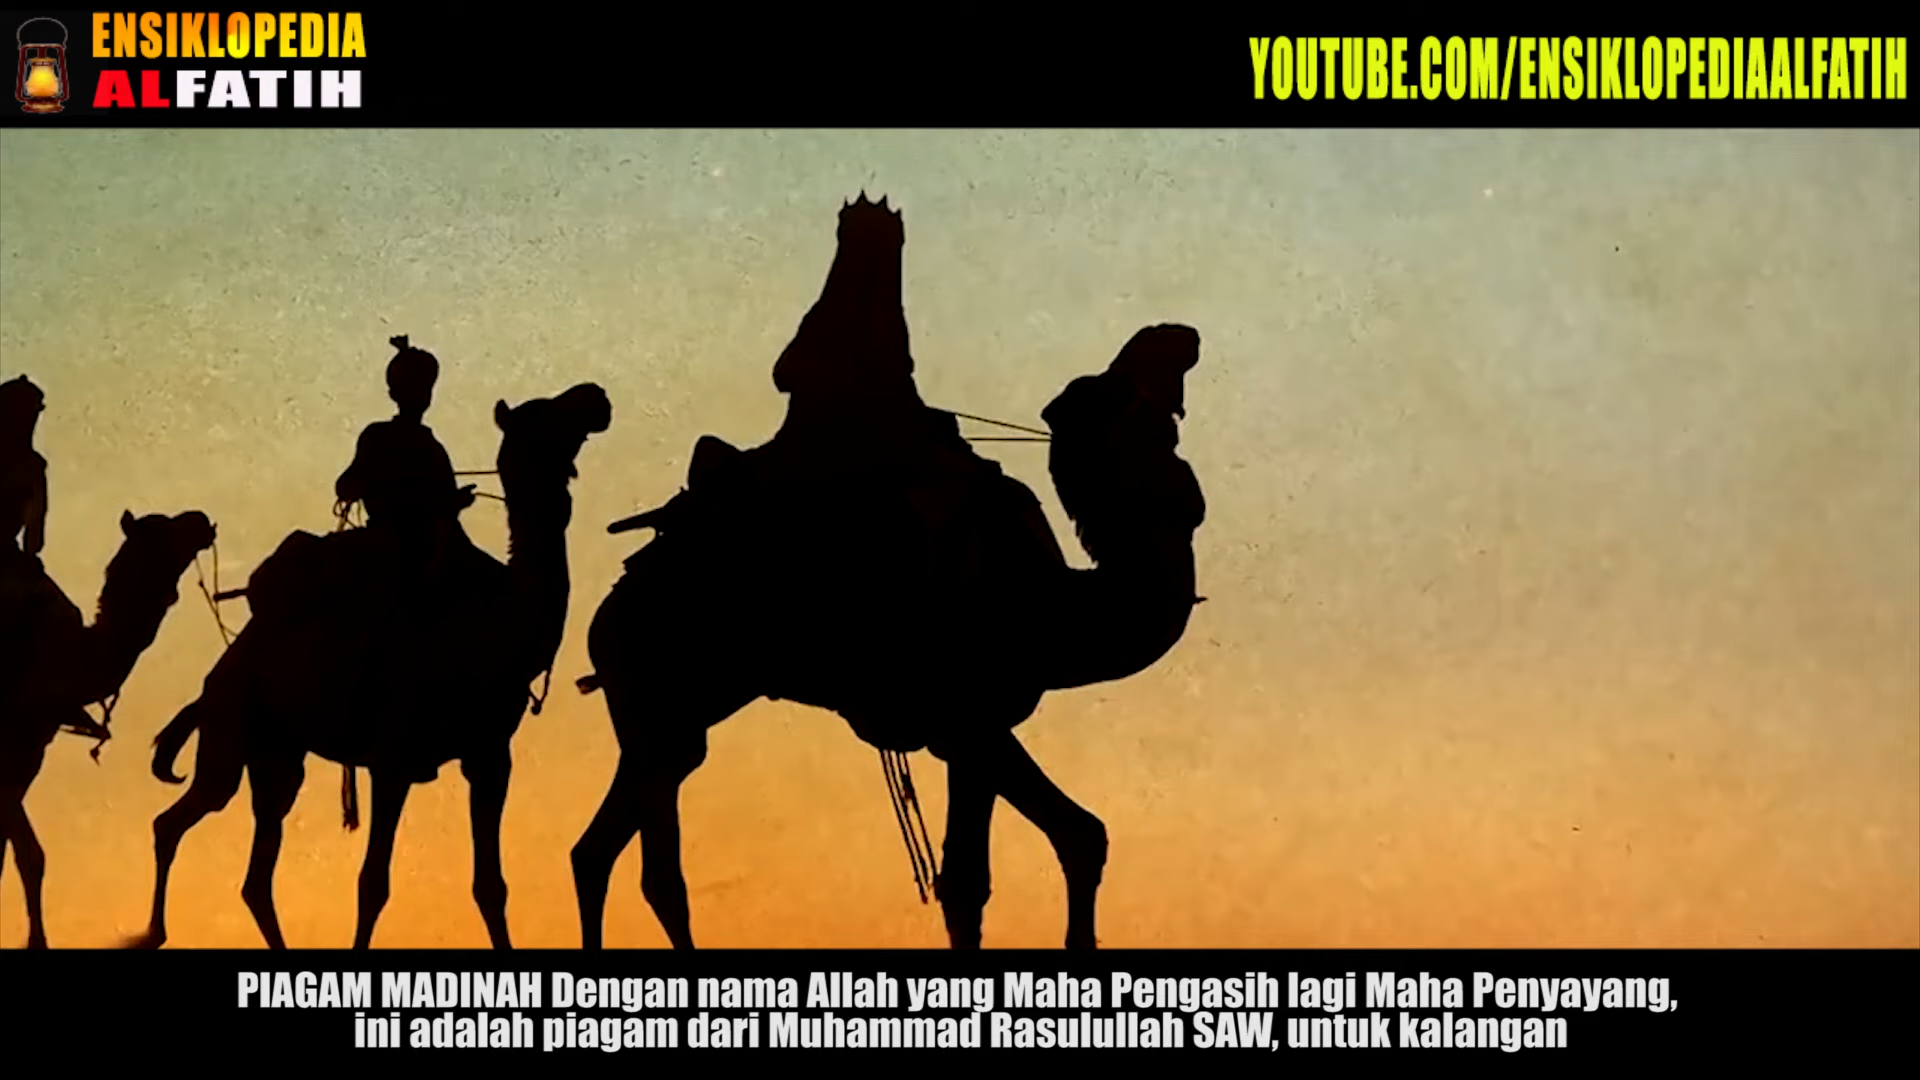 ENSIKLOPEDIA
ALFATIH
YOUTUBE.COM/ENSIKLOPEDIAALFATIH
PIAGAM MADINAH Dengan nama Allah yang Maha Pengasih lagi Maha Penyayang,
ini adalah piagam dari Muhammad Rasulullah SAW, untuk kalangan